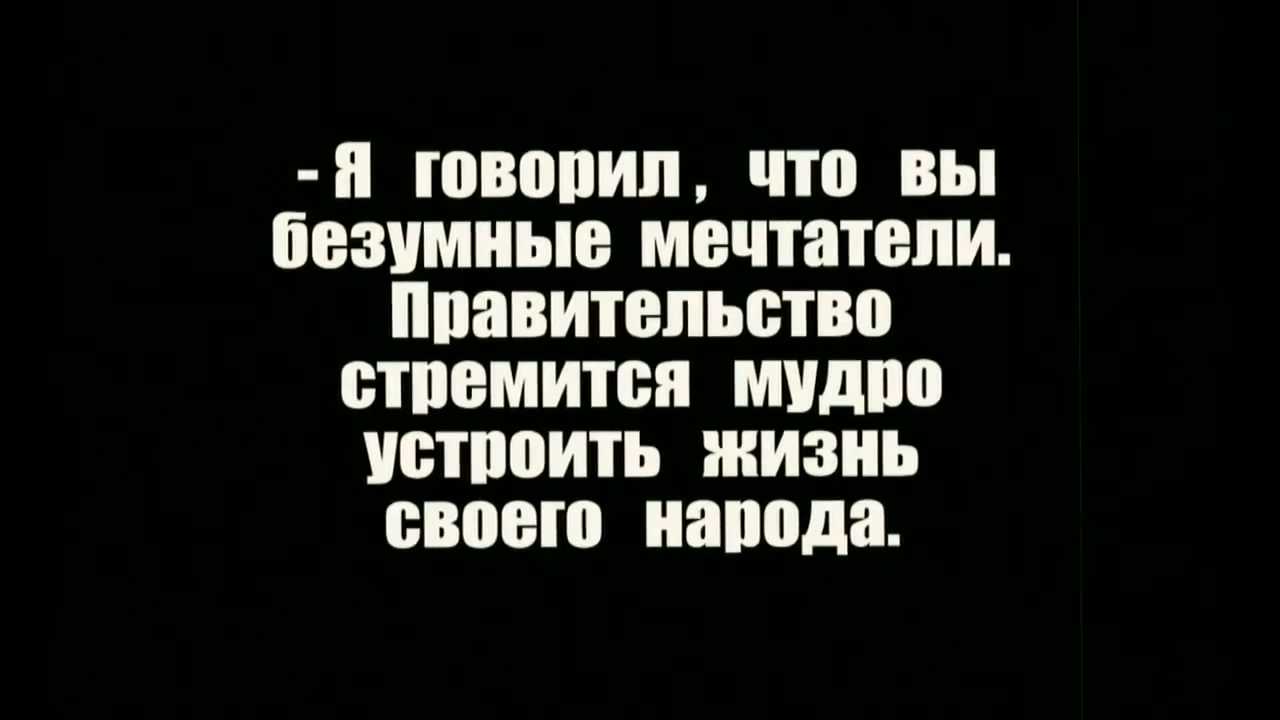 - Я говорил, что вы
безумные мечтатели.
Правительство
стремится мудро
устроить жизнь
своего народа.